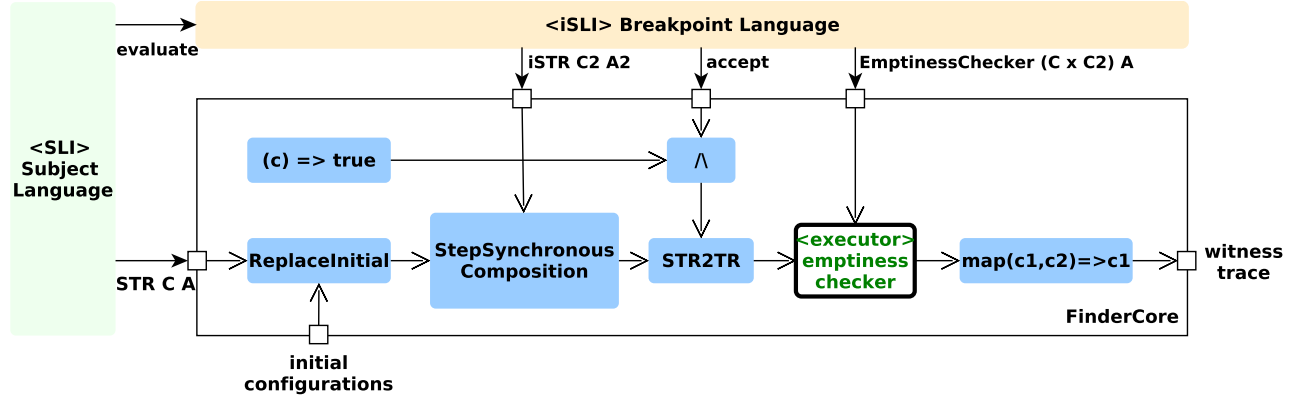 <iSLI> Breakpoint Language
evaluate
iSTR C2 A2
accept
EmptinessChecker (C x C2) A
<SLI>
Subject
Language
(c) => true
/\
STR C A
ReplaceInitial
StepSynchronous
Composition
STR2TR
<executor>
emptiness
checker
map(c1,c2)=>c1
witness
trace
FinderCore
initial
configurations